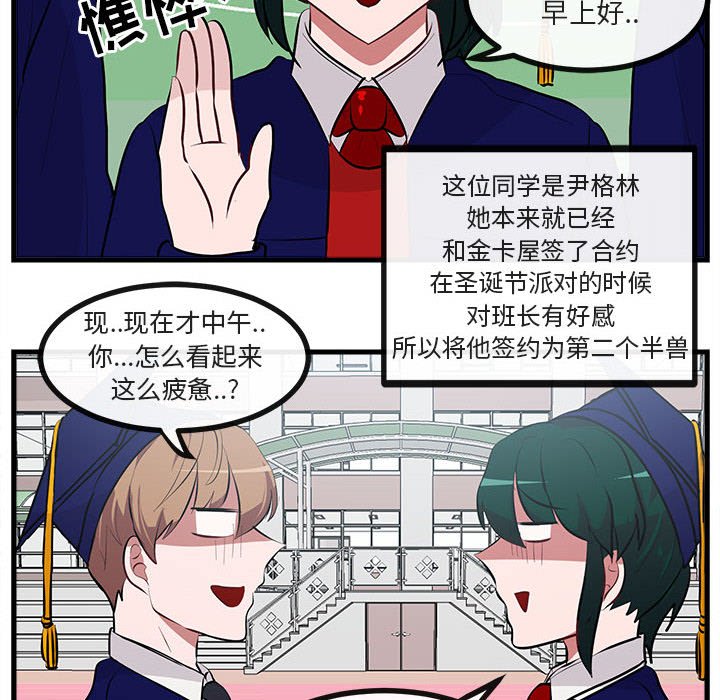 憔悴
早上好..
这位同学是尹格林
她本来就已经
和金卡屋签了合约
在圣诞节派对的时候
对班长有好感
所以将他签约为第二个半兽
现..现在才中午..
你...怎么看起来
这么疲惫..?